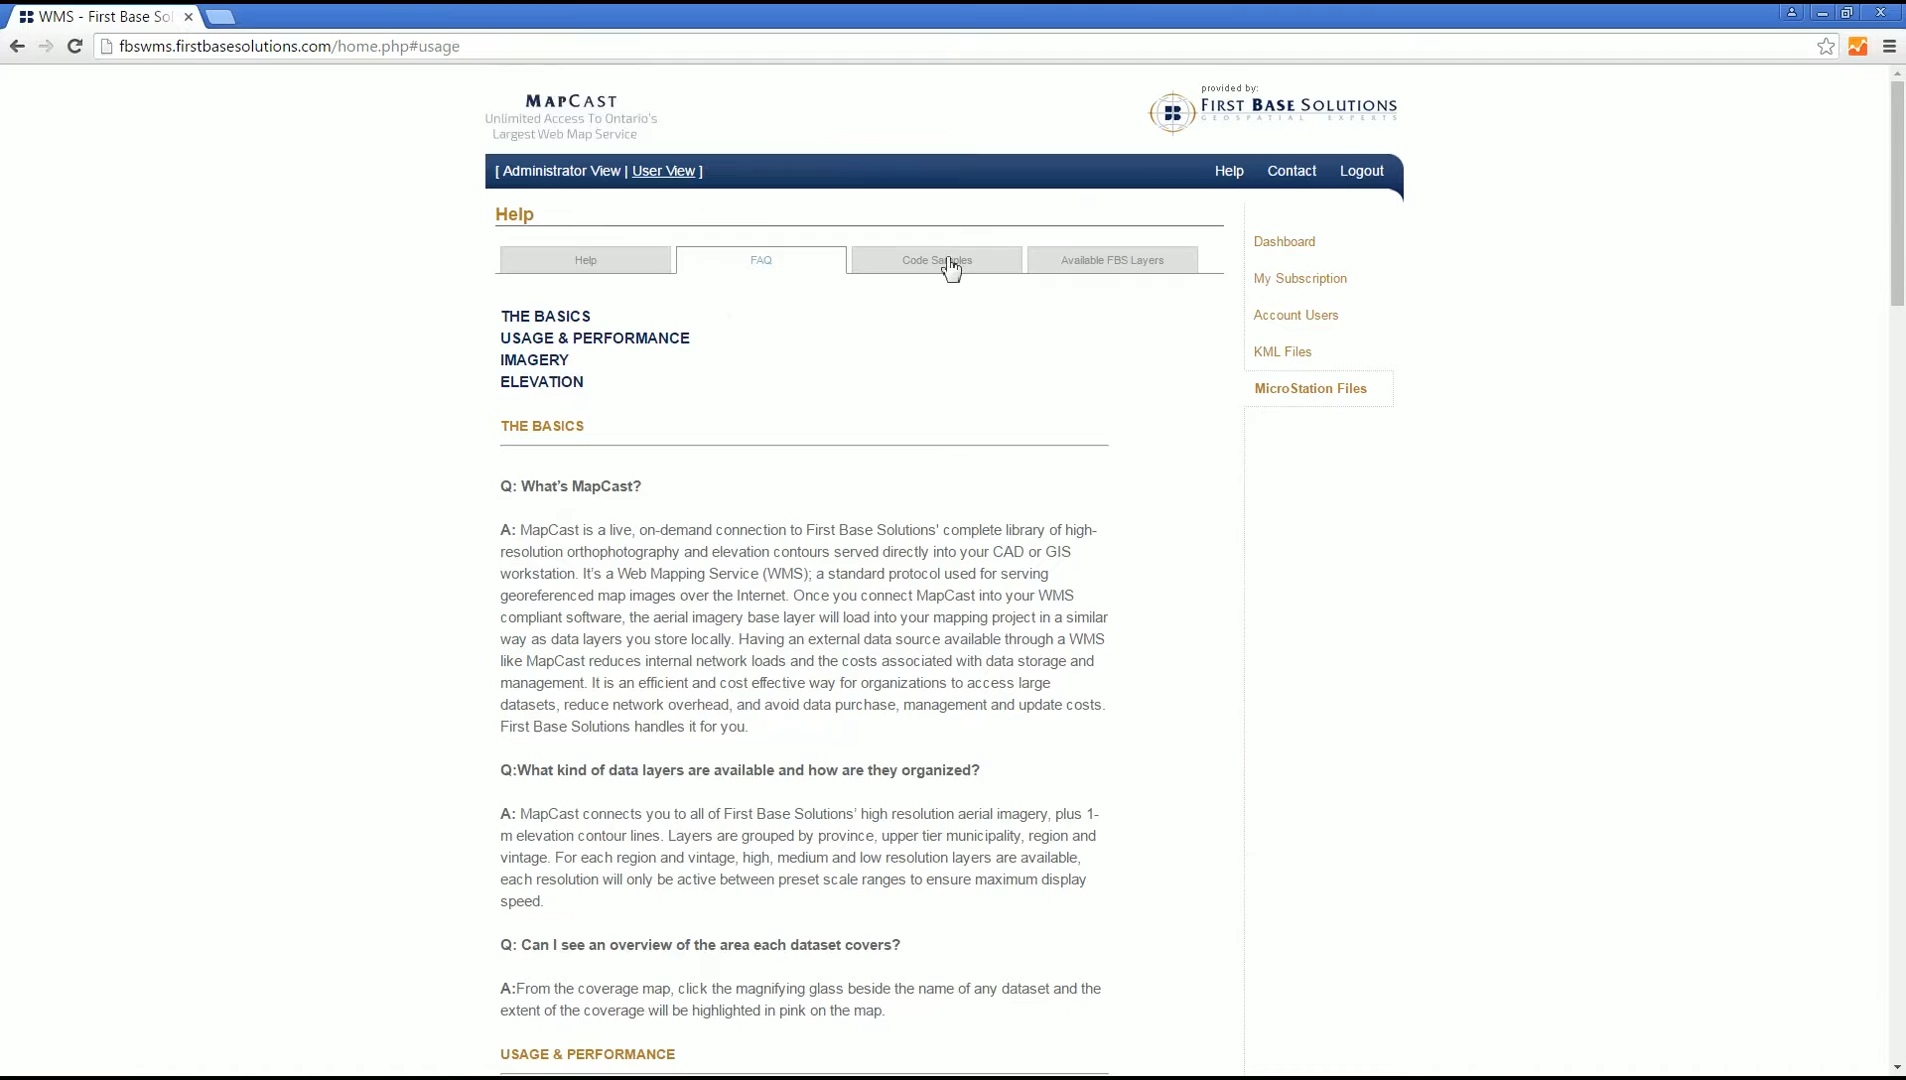 WMS - First Base Sol
fbswms.firstbasesolutions.com/home.php#usage
MAPCAST
Unlimited Access To Ontario's
Largest Web Map Service
provided by:
FIRST BASE SOLUTIONS
GEOSPATIAL EXPERTS
[ Administrator View | User View ]
Help Contact Logout
Help
Help FAQ Code Samples Available FBS Layers
Dashboard
My Subscription
Account Users
KML Files
MicroStation Files
THE BASICS
USAGE & PERFORMANCE
IMAGERY
ELEVATION
THE BASICS
Q: What's MapCast?
A: MapCast is a live, on-demand connection to First Base Solutions' complete library of high-
resolution orthophotography and elevation contours served directly into your CAD or GIS
workstation. It's a Web Mapping Service (WMS); a standard protocol used for serving
georeferenced map images over the Internet. Once you connect MapCast into your WMS
compliant software, the aerial imagery base layer will load into your mapping project in a similar
way as data layers you store locally. Having an external data source available through a WMS
like MapCast reduces internal network loads and the costs associated with data storage and
management. It is an efficient and cost effective way for organizations to access large
datasets, reduce network overhead, and avoid data purchase, management and update costs.
First Base Solutions handles it for you.
Q:What kind of data layers are available and how are they organized?
A: MapCast connects you to all of First Base Solutions' high resolution aerial imagery, plus 1-
m elevation contour lines. Layers are grouped by province, upper tier municipality, region and
vintage. For each region and vintage, high, medium and low resolution layers are available,
each resolution will only be active between preset scale ranges to ensure maximum display
speed.
Q: Can I see an overview of the area each dataset covers?
A:From the coverage map, click the magnifying glass beside the name of any dataset and the
extent of the coverage will be highlighted in pink on the map.
USAGE & PERFORMANCE